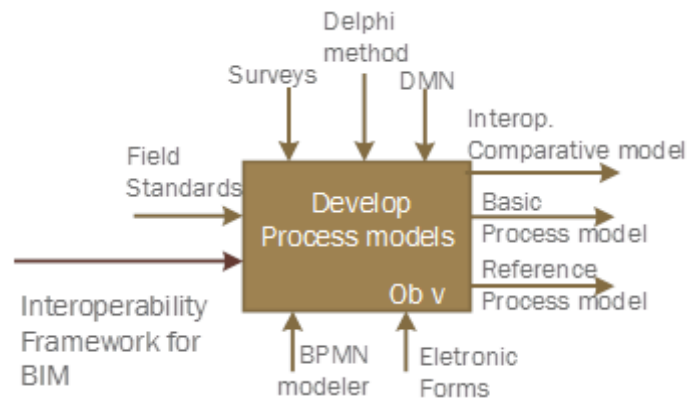 Delphi
method
Surveys
DMN
Interop.
Comparative model
Field
Standards
Develop
Process models
Basic
Process model
Reference
Process model
Ob v
Interoperability
Framework for
BIM
BPMN
modeler
Eletronic
Forms